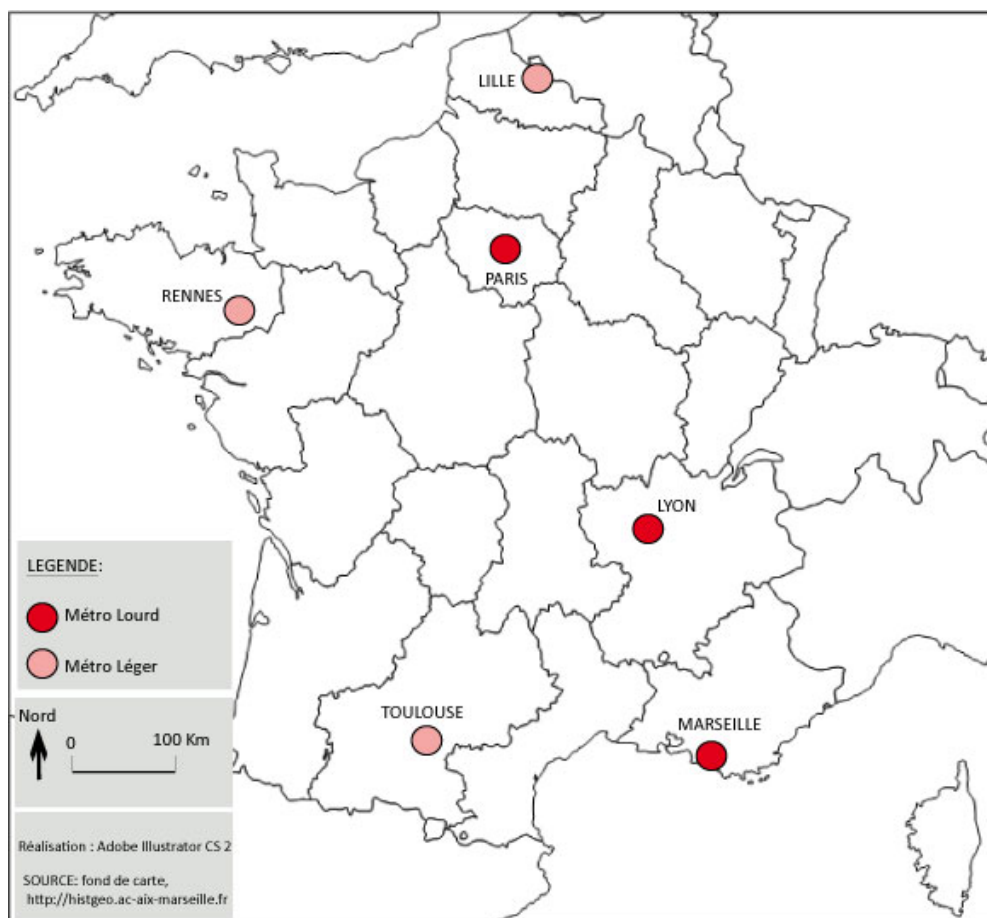 LILLE
PARIS
RENNES
LYON
LEGENDE:
Métro Lourd
Métro Léger
TOULOUSE
MARSEILLE
Nord
0 100 Km
Réalisation : Adobe Illustrator CS 2
SOURCE: fond de carte,
http://histgeo.ac-aix-marseille.fr